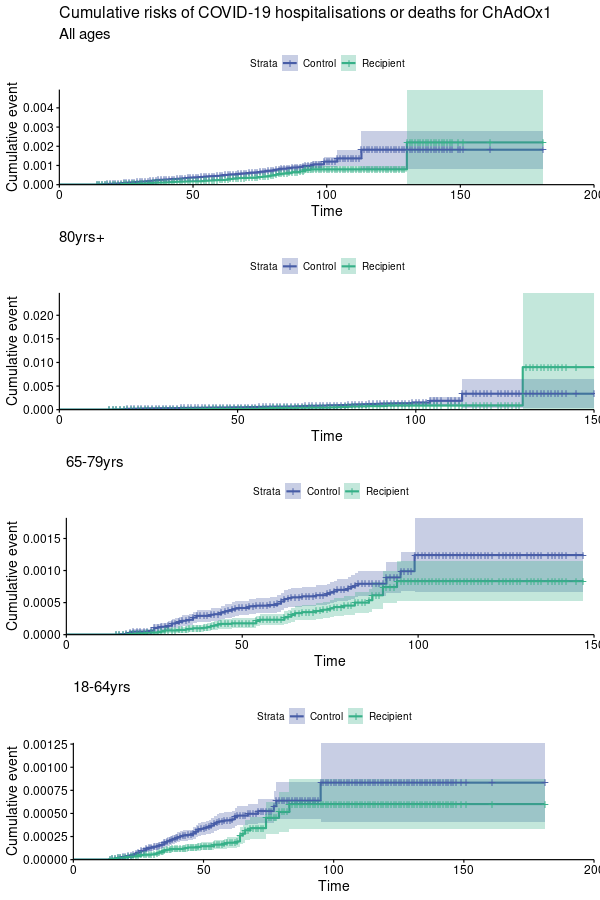 Cumulative risks of COVID-19 hospitalisations or deaths for ChAdOx1
All ages
Strata Control Recipient
Cumulative event
0.004
0.003
0.002
0.001
0.000
0 50 100 150 200
Time
80yrs+
Strata Control Recipient
Cumulative event
0.020
0.015
0.010
0.005
0.000
0 50 100 150
Time
65-79yrs
Strata Control Recipient
Cumulative event
0.0015
0.0010
0.0005
0.0000
0 50 100 150
Time
18-64yrs
Strata Control Recipient
Cumulative event
0.00125
0.00100
0.00075
0.00050
0.00025
0.00000
0 50 100 150 200
Time